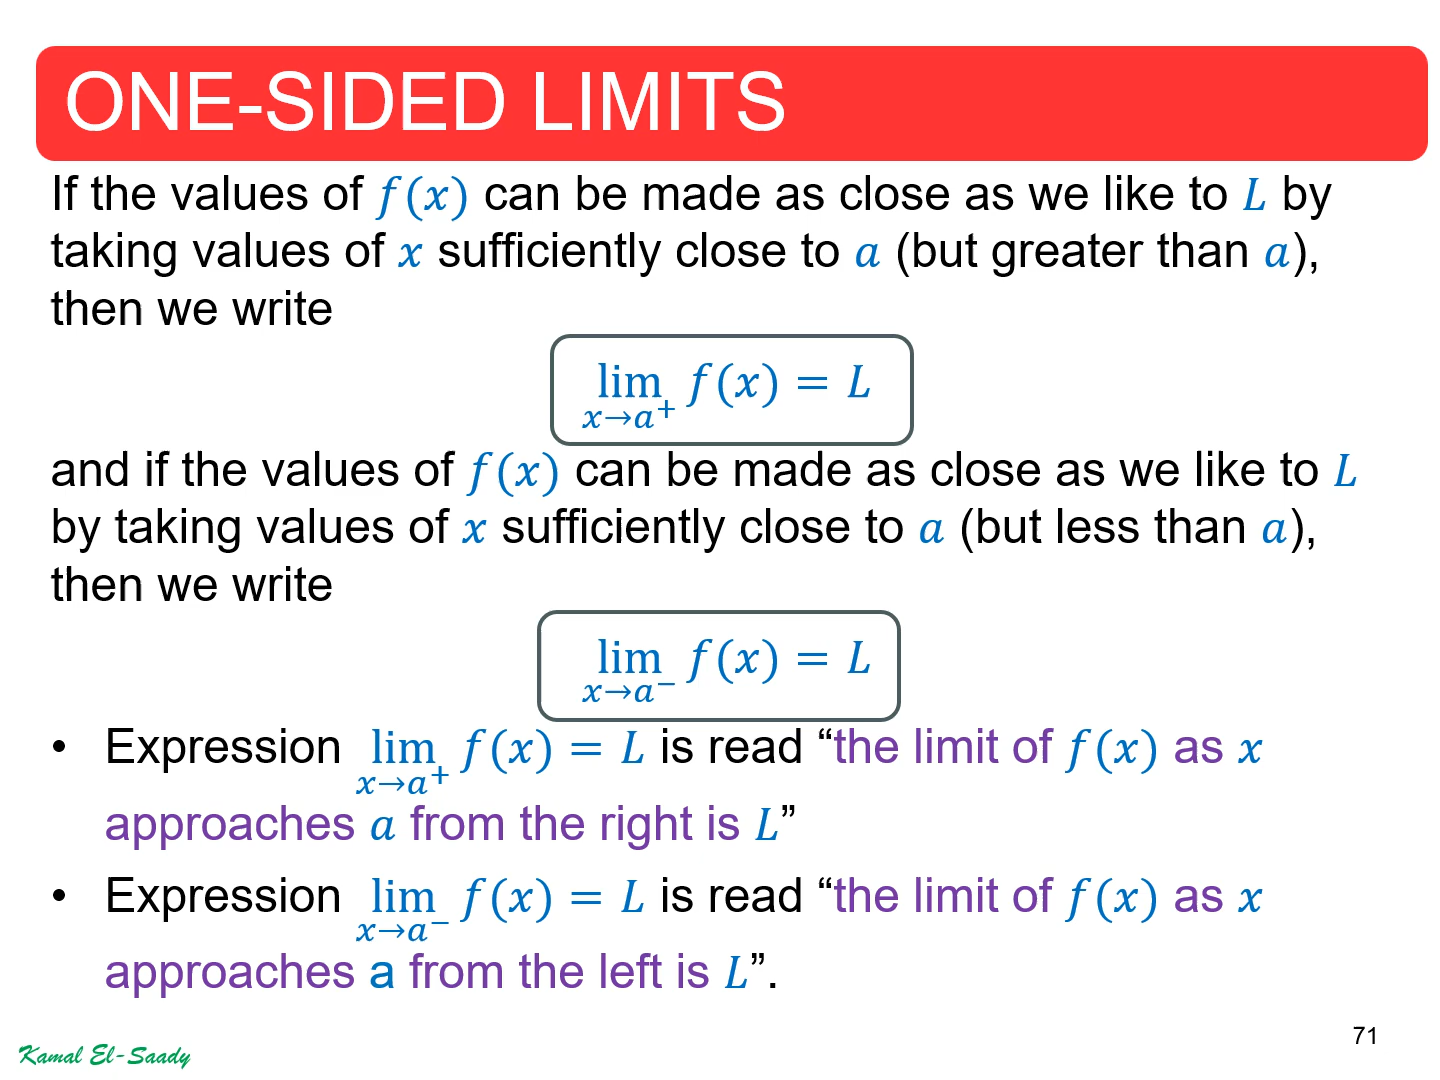 ONE-SIDED LIMITS
If the values of f(x) can be made as close as we like to L by
taking values of x sufficiently close to a (but greater than a),
then we write
lim f(x) = L
x→a⁺
and if the values of f(x) can be made as close as we like to L
by taking values of x sufficiently close to a (but less than a),
then we write
lim f(x) = L
x→a⁻
• Expression lim f(x) = L is read “the limit of f(x) as x
x→a⁺
approaches a from the right is L”
• Expression lim f(x) = L is read “the limit of f(x) as x
x→a⁻
approaches a from the left is L”.
71
Kamal El-Saady